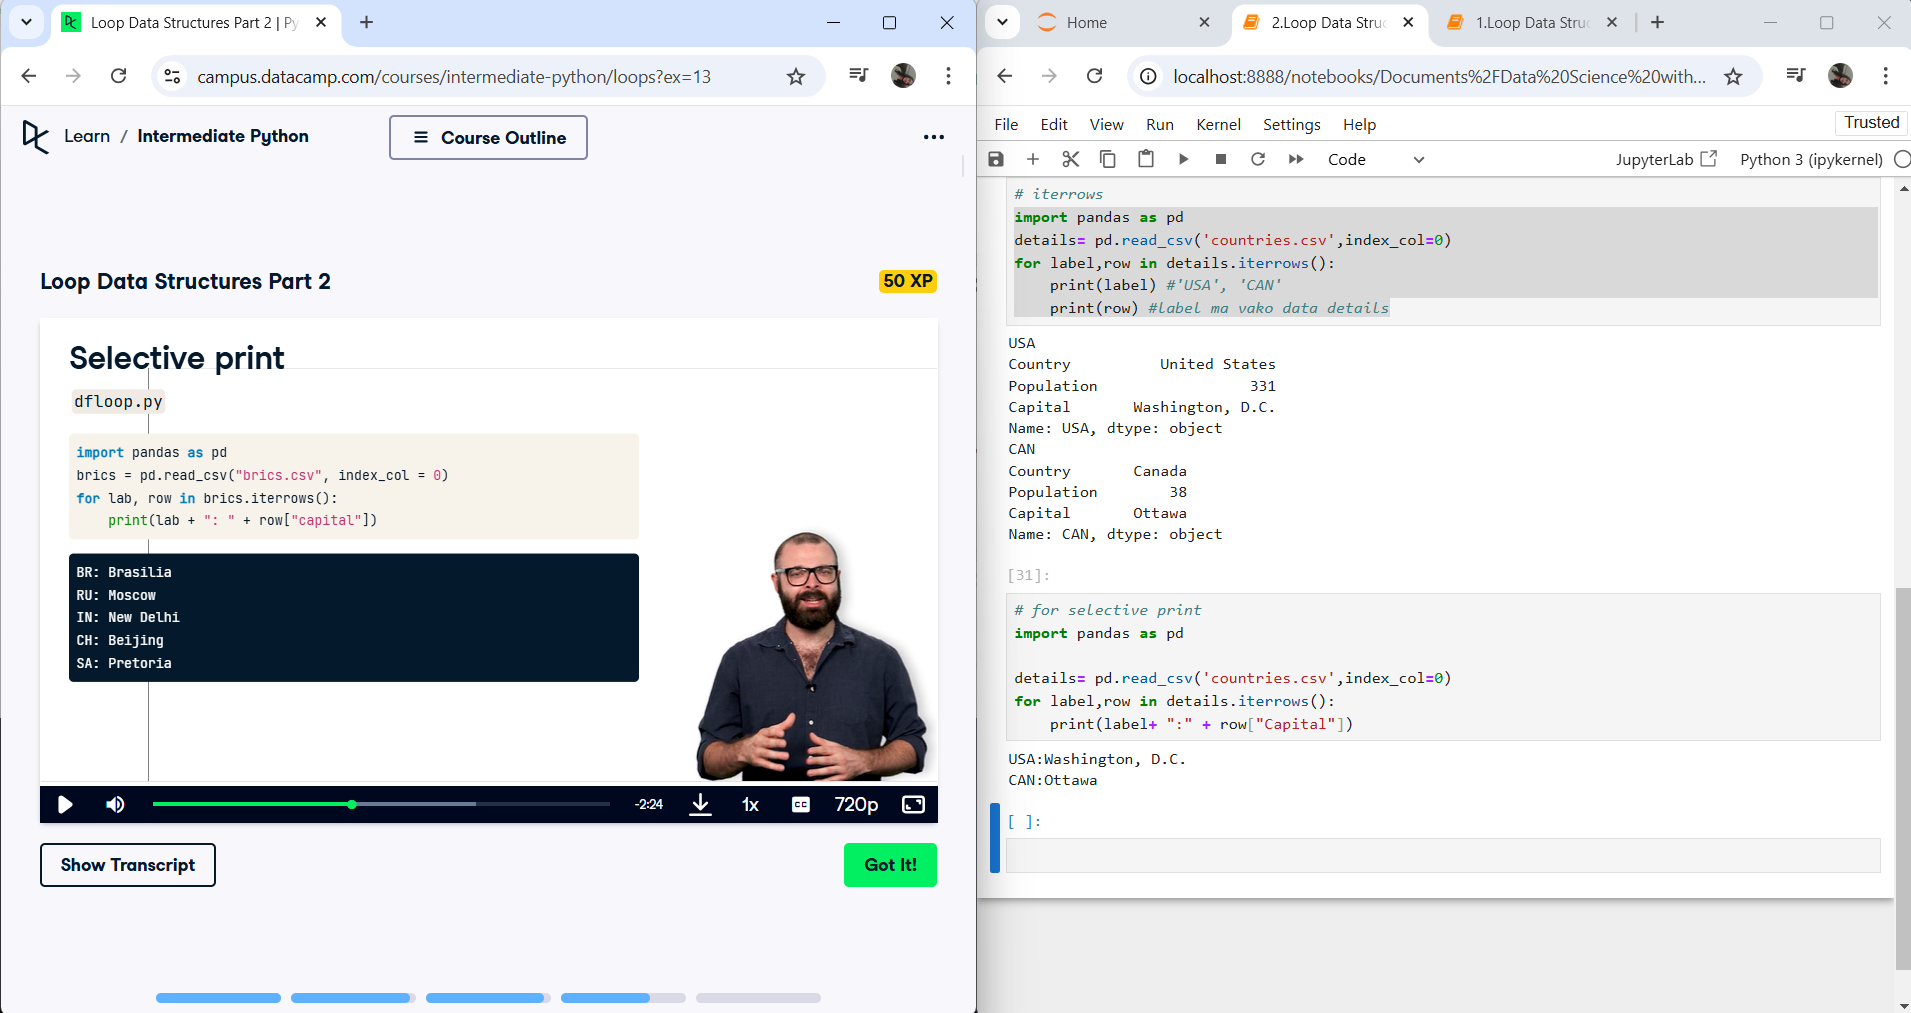 Loop Data Structures Part 2 | Py
campus.datacamp.com/courses/intermediate-python/loops?ex=13
Learn / Intermediate Python
Course Outline
Loop Data Structures Part 2
50 XP
Selective print
dfloop.py
import pandas as pd
brics = pd.read_csv("brics.csv", index_col = 0)
for lab, row in brics.iterrows():
    print(lab + ": " + row["capital"])
BR: Brasilia
RU: Moscow
IN: New Delhi
CH: Beijing
SA: Pretoria
-2:24
1x
CC
720p
Show Transcript
Got It!
Home
2.Loop Data Struc
1.Loop Data Struc
localhost:8888/notebooks/Documents%2FData%20Science%20with...
File Edit View Run Kernel Settings Help
Trusted
Code
JupyterLab
Python 3 (ipykernel)
# iterrows
import pandas as pd
details= pd.read_csv('countries.csv',index_col=0)
for label,row in details.iterrows():
    print(label) #'USA', 'CAN'
    print(row) #label ma vako data details
USA
Country          United States
Population                 331
Capital       Washington, D.C.
Name: USA, dtype: object
CAN
Country       Canada
Population        38
Capital       Ottawa
Name: CAN, dtype: object
[31]:
# for selective print
import pandas as pd
details= pd.read_csv('countries.csv',index_col=0)
for label,row in details.iterrows():
    print(label+ ":" + row["Capital"])
USA:Washington, D.C.
CAN:Ottawa
[ ]: